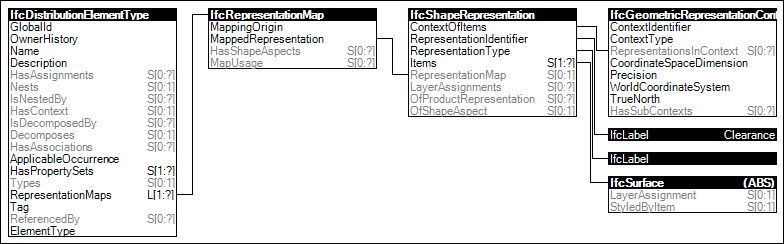 IfcDistributionElementType
GlobalId
OwnerHistory
Name
Description
HasAssignments S[0:?]
Nests S[0:1]
IsNestedBy S[0:?]
HasContext S[0:1]
IsDecomposedBy S[0:?]
Decomposes S[0:1]
HasAssociations S[0:?]
ApplicableOccurrence
HasPropertySets S[1:?]
Types S[0:1]
RepresentationMaps L[1:?]
Tag
ReferencedBy S[0:?]
ElementType
IfcRepresentationMap
MappingOrigin
MappedRepresentation
HasShapeAspects S[0:?]
MapUsage S[0:?]
IfcShapeRepresentation
ContextOfItems
RepresentationIdentifier
RepresentationType
Items S[1:?]
RepresentationMap S[0:1]
LayerAssignments S[0:?]
OfProductRepresentation S[0:?]
OfShapeAspect S[0:1]
IfcGeometricRepresentationCon
ContextIdentifier
ContextType
RepresentationsInContext S[0:?]
CoordinateSpaceDimension
Precision
WorldCoordinateSystem
TrueNorth
HasSubContexts S[0:?]
IfcLabel Clearance
IfcLabel
IfcSurface (ABS)
LayerAssignment S[0:1]
StyledByItem S[0:1]